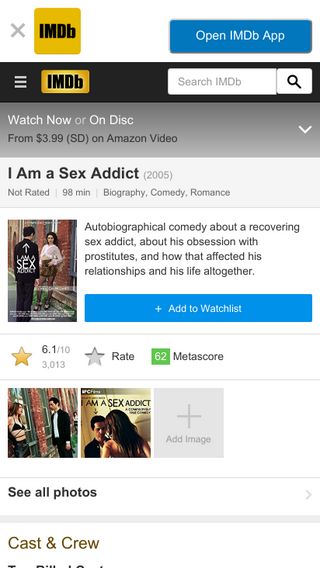 IMDb
Open IMDb App
IMDb
Search IMDb
Watch Now or On Disc
From $3.99 (SD) on Amazon Video
I Am a Sex Addict (2005)
Not Rated | 98 min | Biography, Comedy, Romance
I AM A
SEX
ADDICT
Autobiographical comedy about a recovering
sex addict, about his obsession with
prostitutes, and how that affected his
relationships and his life altogether.
+ Add to Watchlist
6.1/10
3,013
Rate
62 Metascore
IFC Films
I AM A SEX ADDICT
Add Image
See all photos
Cast & Crew